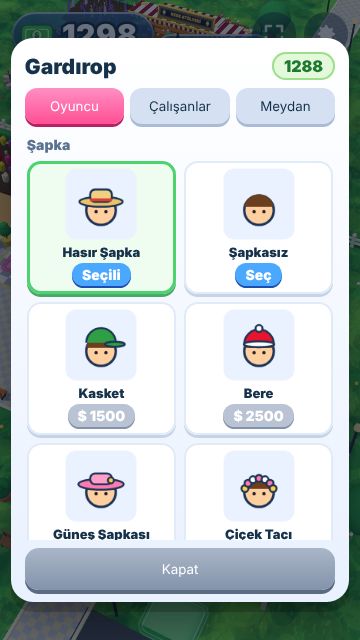 1298
Gardırop
1288
Oyuncu
Çalışanlar
Meydan
Şapka
Hasır Şapka
Seçili
Şapkasız
Seç
Kasket
$ 1500
Bere
$ 2500
Güneş Şapkası
Çiçek Tacı
Kapat